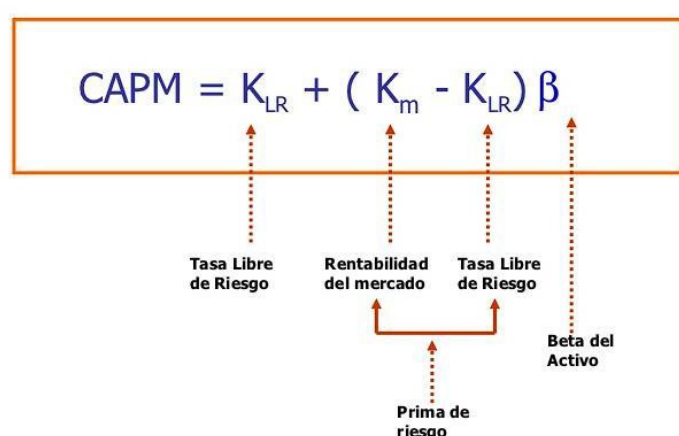 CAPM = K_LR + ( K_m - K_LR) β
Tasa Libre
de Riesgo
Rentabilidad
del mercado
Tasa Libre
de Riesgo
Beta del
Activo
Prima de
riesgo